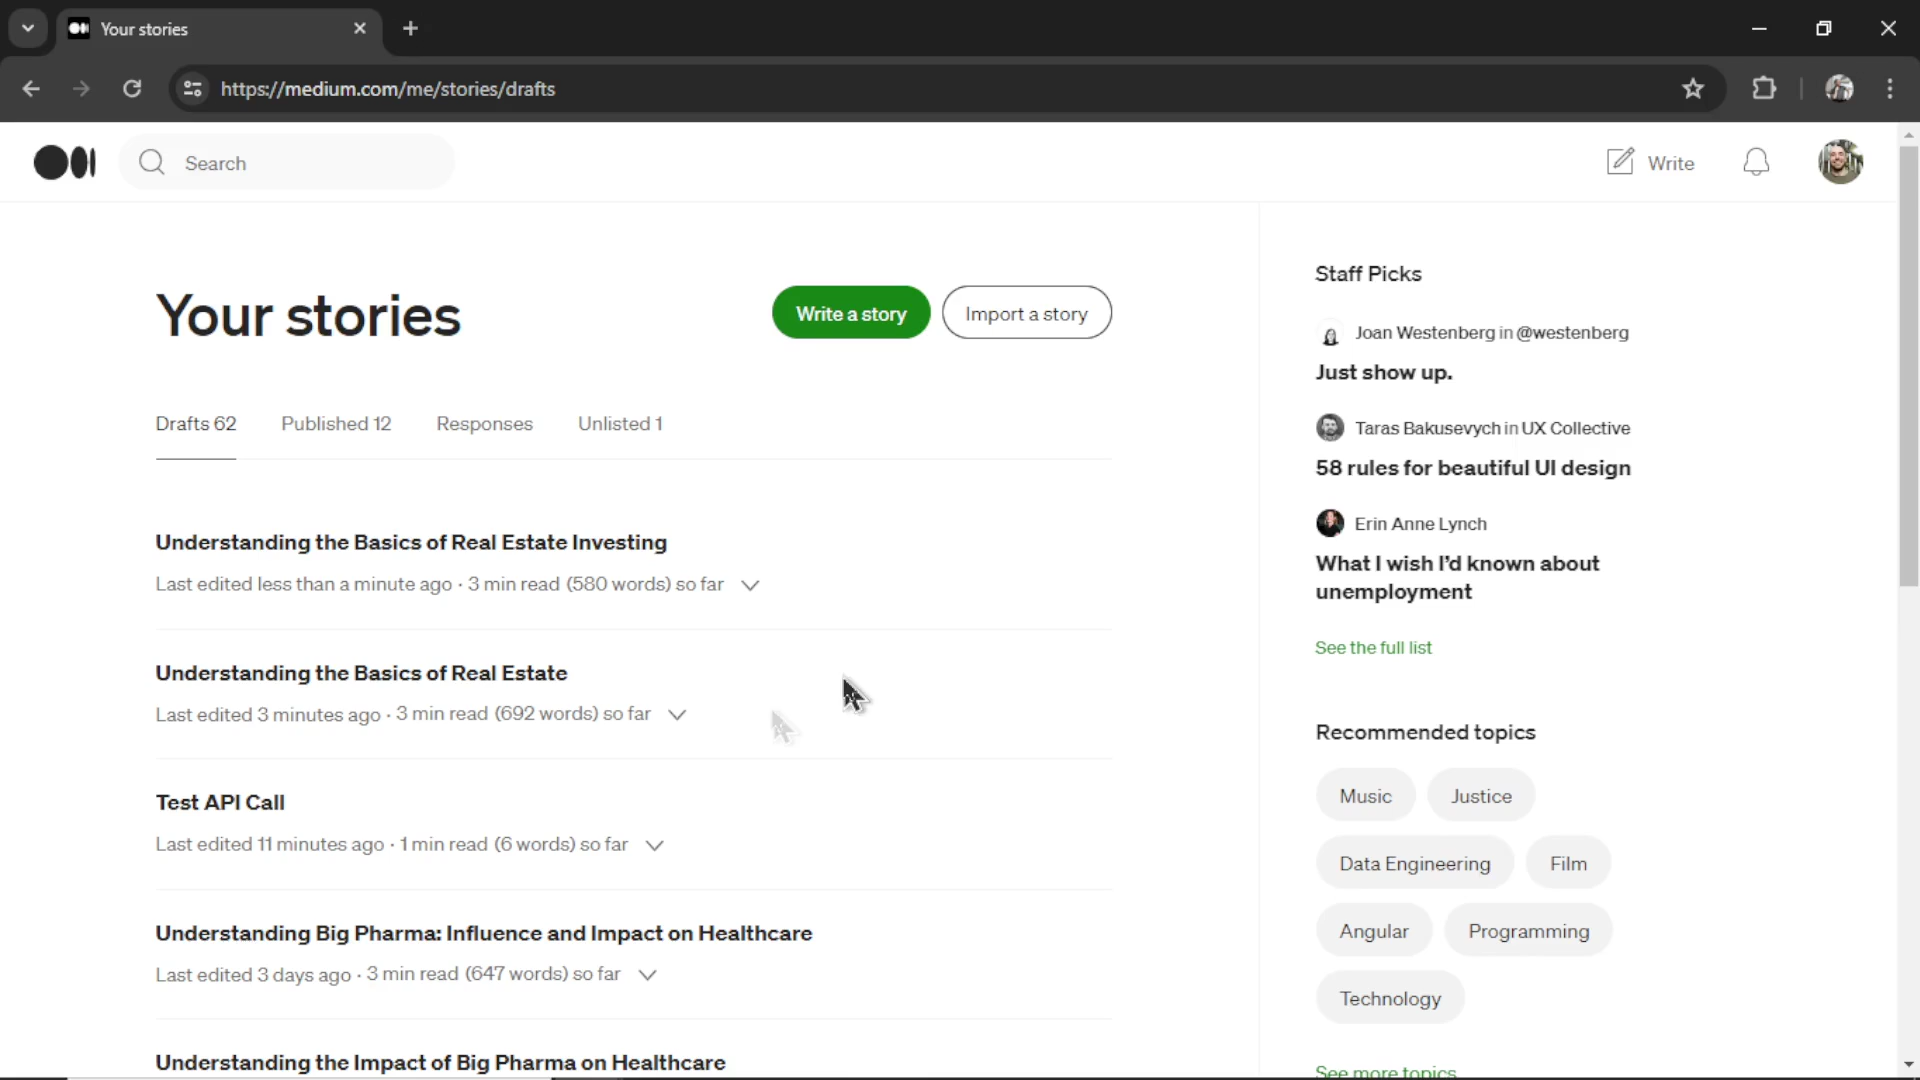 Your stories
https://medium.com/me/stories/drafts
Search
Write
Your stories
Write a story
Import a story
Drafts 62
Published 12
Responses
Unlisted 1
Understanding the Basics of Real Estate Investing
Last edited less than a minute ago · 3 min read (580 words) so far
Understanding the Basics of Real Estate
Last edited 3 minutes ago · 3 min read (692 words) so far
Test API Call
Last edited 11 minutes ago · 1 min read (6 words) so far
Understanding Big Pharma: Influence and Impact on Healthcare
Last edited 3 days ago · 3 min read (647 words) so far
Understanding the Impact of Big Pharma on Healthcare
Staff Picks
Joan Westenberg in @westenberg
Just show up.
Taras Bakusevych in UX Collective
58 rules for beautiful UI design
Erin Anne Lynch
What I wish I’d known about
unemployment
See the full list
Recommended topics
Music
Justice
Data Engineering
Film
Angular
Programming
Technology
See more topics